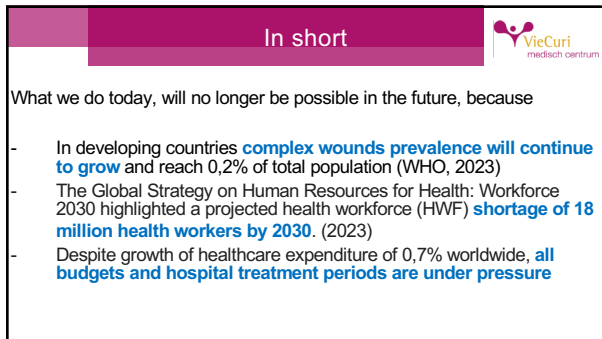 In short
VieCuri
medisch centrum
What we do today, will no longer be possible in the future, because
- In developing countries complex wounds prevalence will continue
to grow and reach 0,2% of total population (WHO, 2023)
- The Global Strategy on Human Resources for Health: Workforce
2030 highlighted a projected health workforce (HWF) shortage of 18
million health workers by 2030. (2023)
- Despite growth of healthcare expenditure of 0,7% worldwide, all
budgets and hospital treatment periods are under pressure